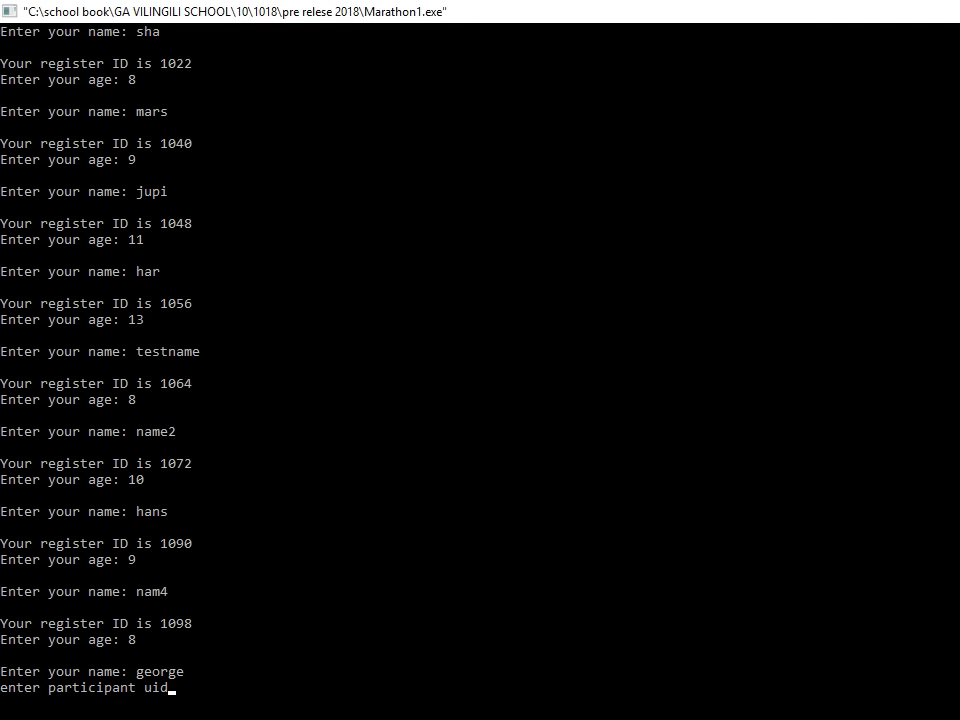 "C:\school book\GA VILINGILI SCHOOL\10\1018\pre relese 2018\Marathon1.exe"
Enter your name: sha
Your register ID is 1022
Enter your age: 8
Enter your name: mars
Your register ID is 1040
Enter your age: 9
Enter your name: jupi
Your register ID is 1048
Enter your age: 11
Enter your name: har
Your register ID is 1056
Enter your age: 13
Enter your name: testname
Your register ID is 1064
Enter your age: 8
Enter your name: name2
Your register ID is 1072
Enter your age: 10
Enter your name: hans
Your register ID is 1090
Enter your age: 9
Enter your name: nam4
Your register ID is 1098
Enter your age: 8
Enter your name: george
enter participant uid